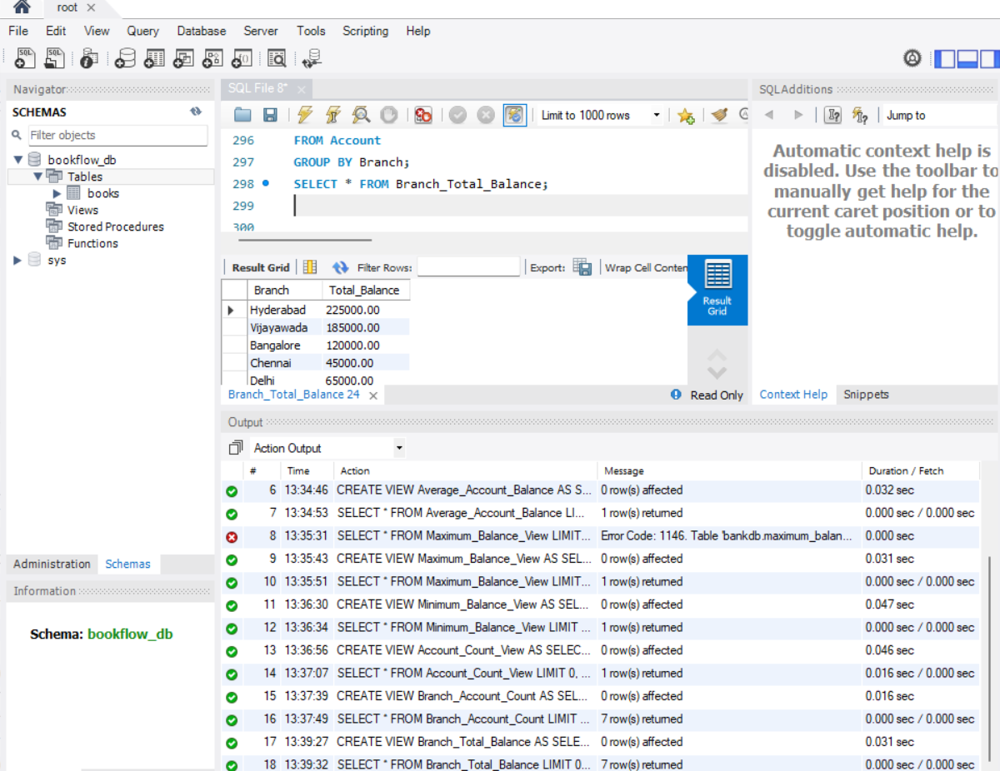 root
File Edit View Query Database Server Tools Scripting Help
Navigator
SCHEMAS
Filter objects
bookflow_db
Tables
books
Views
Stored Procedures
Functions
sys
Administration Schemas
Information
Schema: bookflow_db
SQL File 8*
Limit to 1000 rows
296 FROM Account
297 GROUP BY Branch;
298 SELECT * FROM Branch_Total_Balance;
299
300
Result Grid Filter Rows: Export: Wrap Cell Conten
Branch Total_Balance
Hyderabad 225000.00
Vijayawada 185000.00
Bangalore 120000.00
Chennai 45000.00
Delhi 65000.00
Result
Grid
Branch_Total_Balance 24
Read Only
SQLAdditions
Jump to
Automatic context help is
disabled. Use the toolbar to
manually get help for the
current caret position or to
toggle automatic help.
Context Help Snippets
Output
Action Output
# Time Action Message Duration / Fetch
6 13:34:46 CREATE VIEW Average_Account_Balance AS S... 0 row(s) affected 0.032 sec
7 13:34:53 SELECT * FROM Average_Account_Balance LI... 1 row(s) returned 0.000 sec / 0.000 sec
8 13:35:31 SELECT * FROM Maximum_Balance_View LIMIT... Error Code: 1146. Table 'bankdb.maximum_balan... 0.000 sec
9 13:35:43 CREATE VIEW Maximum_Balance_View AS SEL... 0 row(s) affected 0.031 sec
10 13:35:51 SELECT * FROM Maximum_Balance_View LIMIT... 1 row(s) returned 0.000 sec / 0.000 sec
11 13:36:30 CREATE VIEW Minimum_Balance_View AS SEL... 0 row(s) affected 0.047 sec
12 13:36:34 SELECT * FROM Minimum_Balance_View LIMIT ... 1 row(s) returned 0.000 sec / 0.000 sec
13 13:36:56 CREATE VIEW Account_Count_View AS SELEC... 0 row(s) affected 0.046 sec
14 13:37:07 SELECT * FROM Account_Count_View LIMIT 0, ... 1 row(s) returned 0.016 sec / 0.000 sec
15 13:37:39 CREATE VIEW Branch_Account_Count AS SEL... 0 row(s) affected 0.016 sec
16 13:37:49 SELECT * FROM Branch_Account_Count LIMIT ... 7 row(s) returned 0.000 sec / 0.000 sec
17 13:39:27 CREATE VIEW Branch_Total_Balance AS SELE... 0 row(s) affected 0.031 sec
18 13:39:32 SELECT * FROM Branch_Total_Balance LIMIT 0... 7 row(s) returned 0.000 sec / 0.000 sec